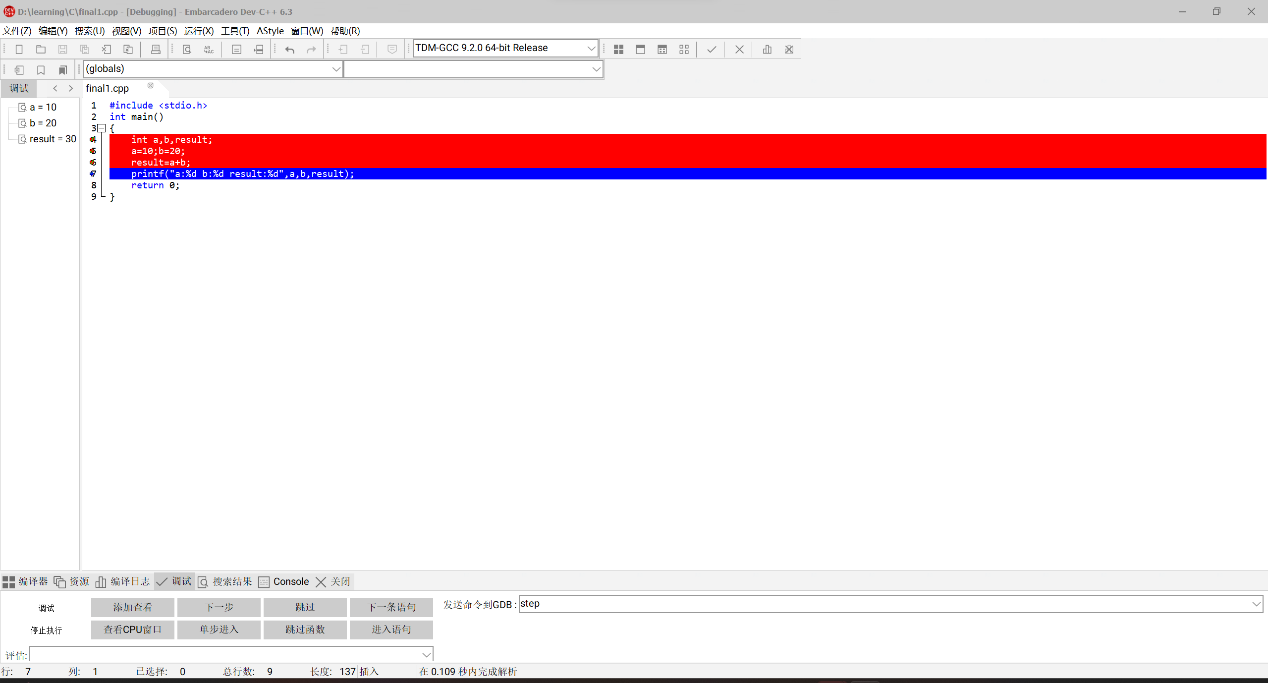 D:\learning\C\final1.cpp - [Debugging] - Embarcadero Dev-C++ 6.3
文件(Z) 编辑(Y) 搜索(U) 视图(V) 项目(S) 运行(X) 工具(T) AStyle 窗口(W) 帮助(R)
TDM-GCC 9.2.0 64-bit Release
(globals)
调试 final1.cpp
a = 10
b = 20
result = 30
1 #include <stdio.h>
2 int main()
3 {
4 int a,b,result;
5 a=10;b=20;
6 result=a+b;
7 printf("a:%d b:%d result:%d",a,b,result);
8 return 0;
9 }
编译器 资源 编译日志 调试 搜索结果 Console 关闭
调试 添加查看 下一步 跳过 下一条语句 发送命令到GDB: step
停止执行 查看CPU窗口 单步进入 跳过函数 进入语句
评估:
行: 7 列: 1 已选择: 0 总行数: 9 长度: 137 插入 在 0.109 秒内完成解析